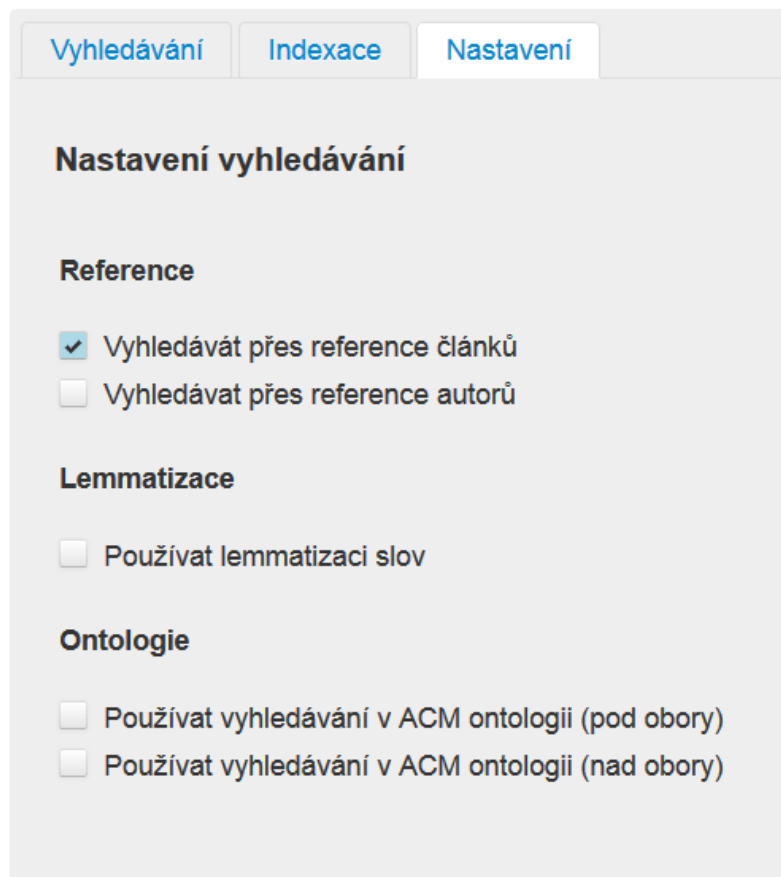 Vyhledávání Indexace Nastavení
Nastavení vyhledávání
Reference
Vyhledávát přes reference článků
Vyhledávat přes reference autorů
Lemmatizace
Používat lemmatizaci slov
Ontologie
Používat vyhledávání v ACM ontologii (pod obory)
Používat vyhledávání v ACM ontologii (nad obory)